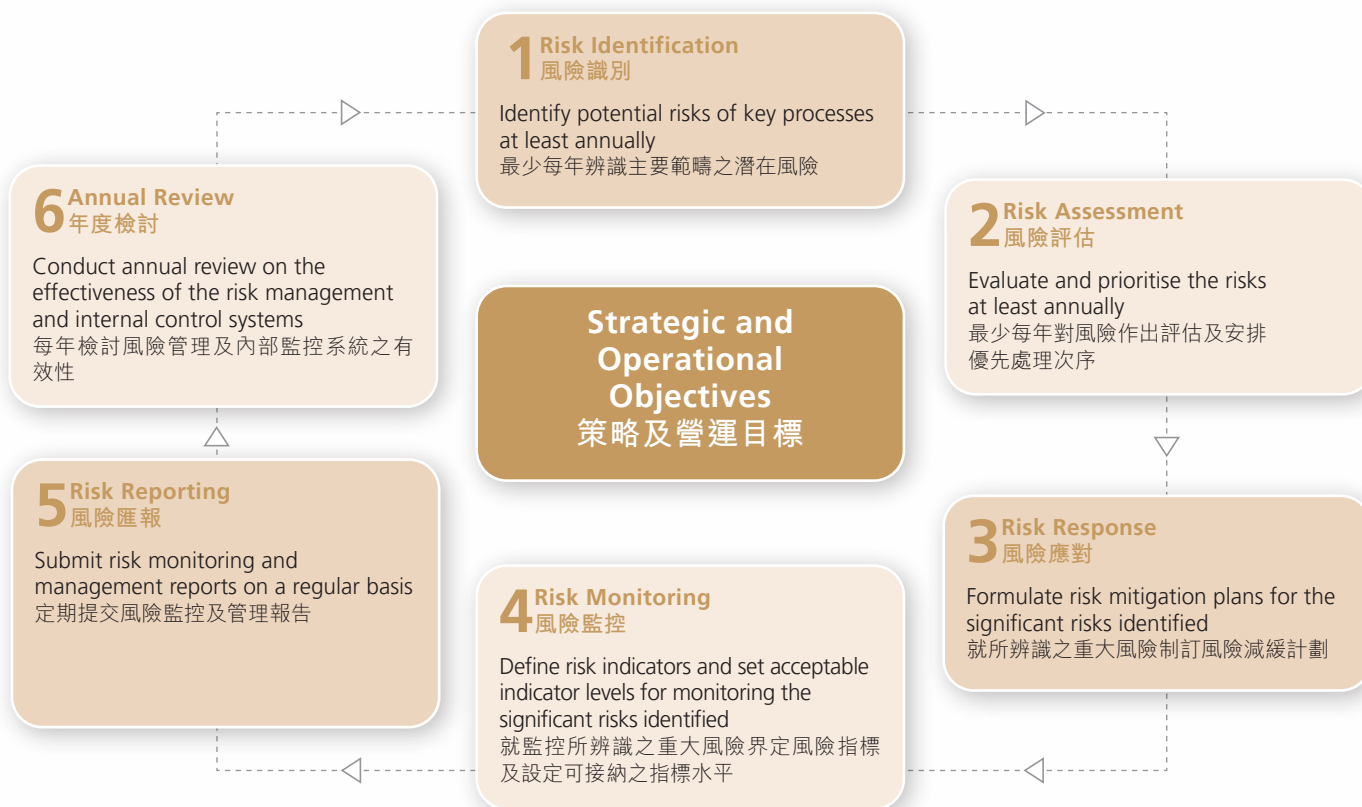 1 Risk Identification
風險識別
Identify potential risks of key processes
at least annually
最少每年辨識主要範疇之潛在風險
2 Risk Assessment
風險評估
Evaluate and prioritise the risks
at least annually
最少每年對風險作出評估及安排
優先處理次序
3 Risk Response
風險應對
Formulate risk mitigation plans for the
significant risks identified
就所辨識之重大風險制訂風險減緩計劃
4 Risk Monitoring
風險監控
Define risk indicators and set acceptable
indicator levels for monitoring the
significant risks identified
就監控所辨識之重大風險界定風險指標
及設定可接納之指標水平
5 Risk Reporting
風險匯報
Submit risk monitoring and
management reports on a regular basis
定期提交風險監控及管理報告
6 Annual Review
年度檢討
Conduct annual review on the
effectiveness of the risk management
and internal control systems
每年檢討風險管理及內部監控系統之有
效性
Strategic and
Operational
Objectives
策略及營運目標